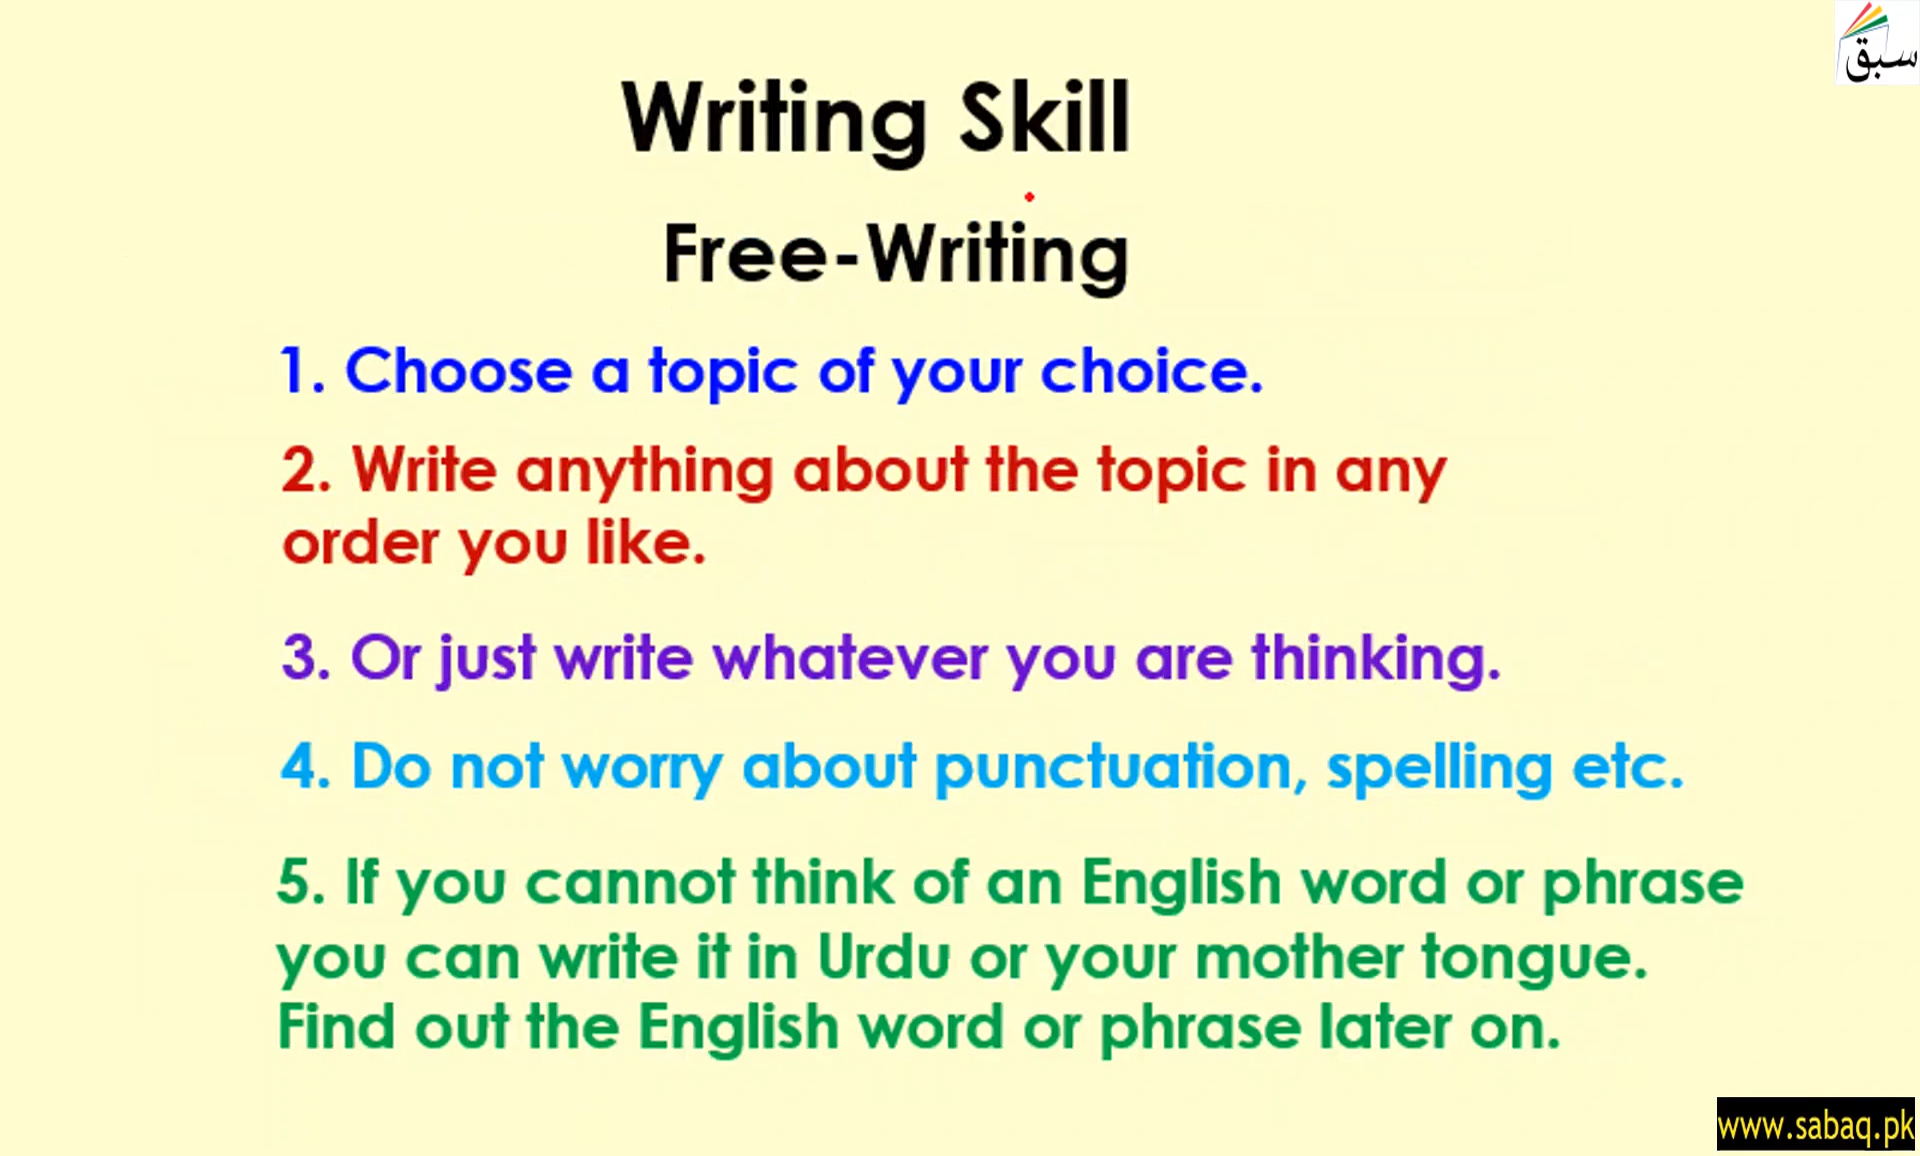 سبق
Writing Skill
Free-Writing
1. Choose a topic of your choice.
2. Write anything about the topic in any
order you like.
3. Or just write whatever you are thinking.
4. Do not worry about punctuation, spelling etc.
5. If you cannot think of an English word or phrase
you can write it in Urdu or your mother tongue.
Find out the English word or phrase later on.
www.sabaq.pk